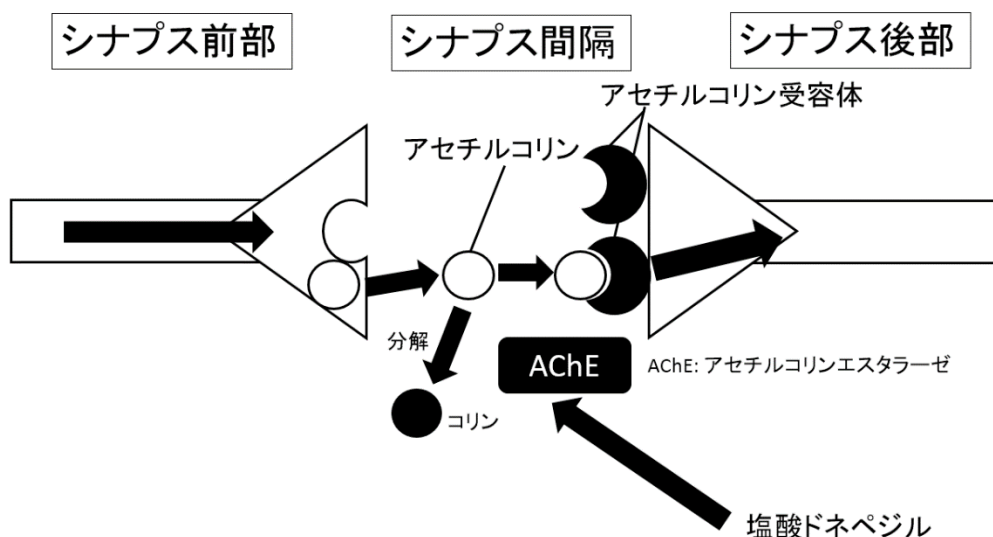 シナプス前部
シナプス間隔
シナプス後部
アセチルコリン受容体
アセチルコリン
分解
AChE
AChE: アセチルコリンエスタラーゼ
コリン
塩酸ドネペジル